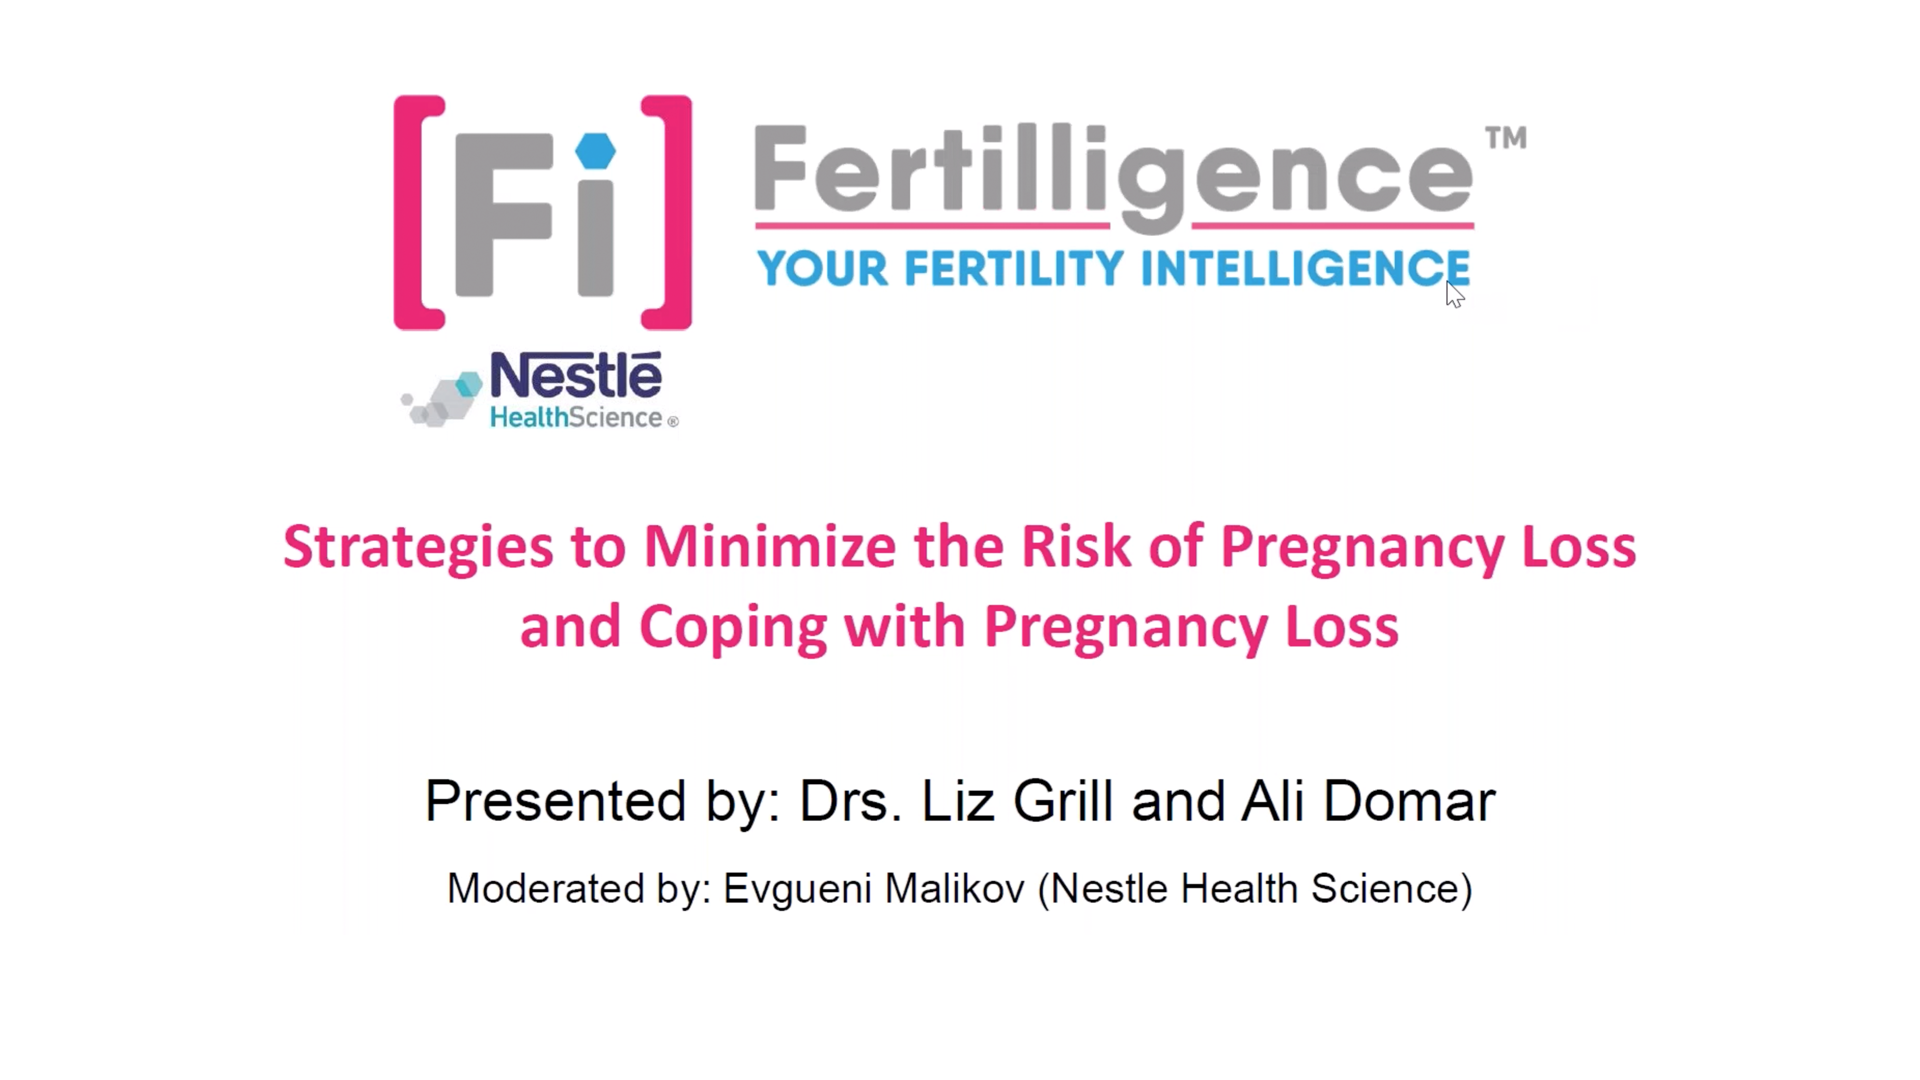 [Fi]
Fertilligence™
YOUR FERTILITY INTELLIGENCE
Nestlé
HealthScience®
Strategies to Minimize the Risk of Pregnancy Loss
and Coping with Pregnancy Loss
Presented by: Drs. Liz Grill and Ali Domar
Moderated by: Evgueni Malikov (Nestle Health Science)